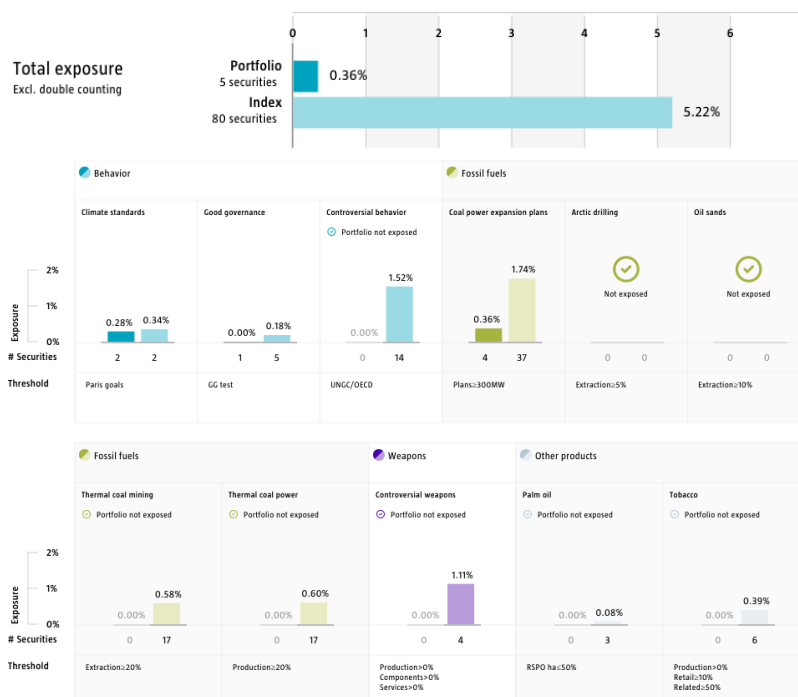 0 1 2 3 4 5 6
Total exposure
Excl. double counting
Portfolio
5 securities
0.36%
Index
80 securities
5.22%
Behavior
Fossil fuels
Climate standards
Good governance
Controversial behavior
Coal power expansion plans
Arctic drilling
Oil sands
Portfolio not exposed
Not exposed
Not exposed
Exposure
2%
1%
0%
0.28% 0.34%
0.00% 0.18%
0.00% 1.52%
0.36% 1.74%
# Securities
2 2
1 5
0 14
4 37
0 0
0 0
Threshold
Paris goals
GG test
UNGC/OECD
Plans≥300MW
Extraction≥5%
Extraction≥10%
Fossil fuels
Weapons
Other products
Thermal coal mining
Thermal coal power
Controversial weapons
Palm oil
Tobacco
Portfolio not exposed
Portfolio not exposed
Portfolio not exposed
Portfolio not exposed
Portfolio not exposed
Exposure
2%
1%
0%
0.00% 0.58%
0.00% 0.60%
0.00% 1.11%
0.00% 0.08%
0.00% 0.39%
# Securities
0 17
0 17
0 4
0 3
0 6
Threshold
Extraction≥20%
Production≥20%
Production>0%
Components>0%
Services>0%
RSPO ha≤50%
Production>0%
Retail≥10%
Related≥50%